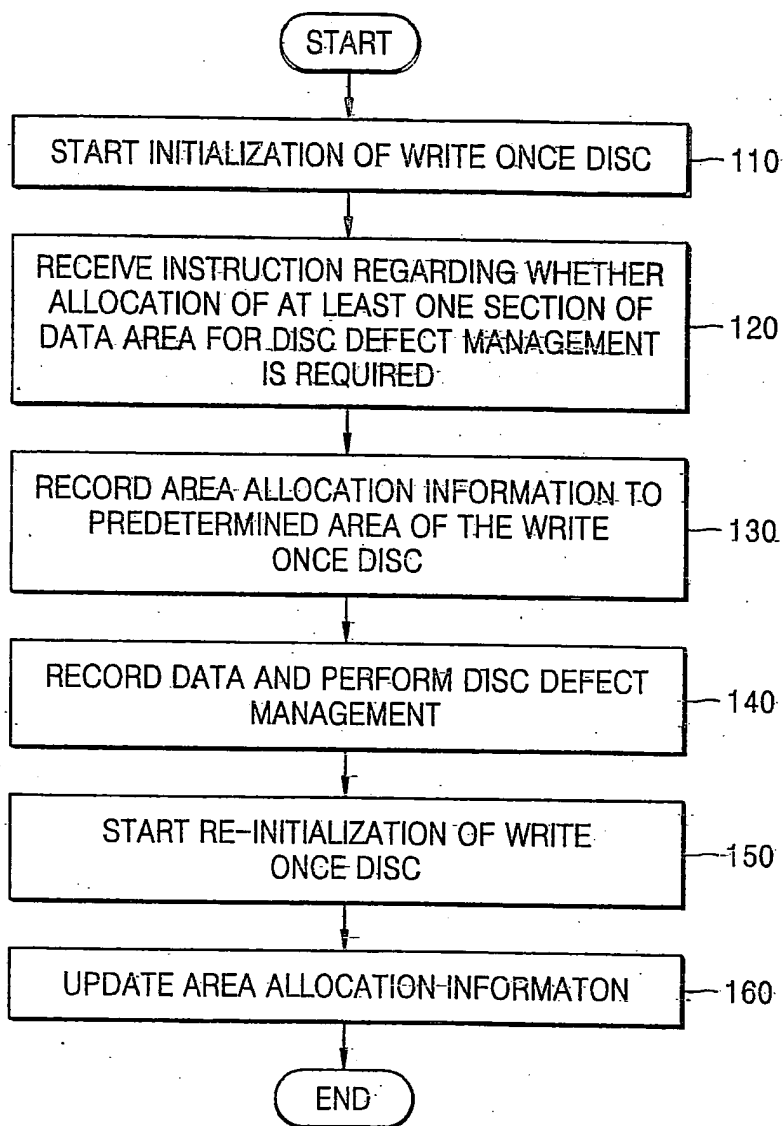 START
START INITIALIZATION OF WRITE ONCE DISC
110
RECEIVE INSTRUCTION REGARDING WHETHER
ALLOCATION OF AT LEAST ONE SECTION OF
DATA AREA FOR DISC DEFECT MANAGEMENT
IS REQUIRED
120
RECORD AREA ALLOCATION INFORMATION TO
PREDETERMINED AREA OF THE WRITE
ONCE DISC
130
RECORD DATA AND PERFORM DISC DEFECT
MANAGEMENT
140
START RE-INITIALIZATION OF WRITE
ONCE DISC
150
UPDATE AREA ALLOCATION INFORMATON
160
END